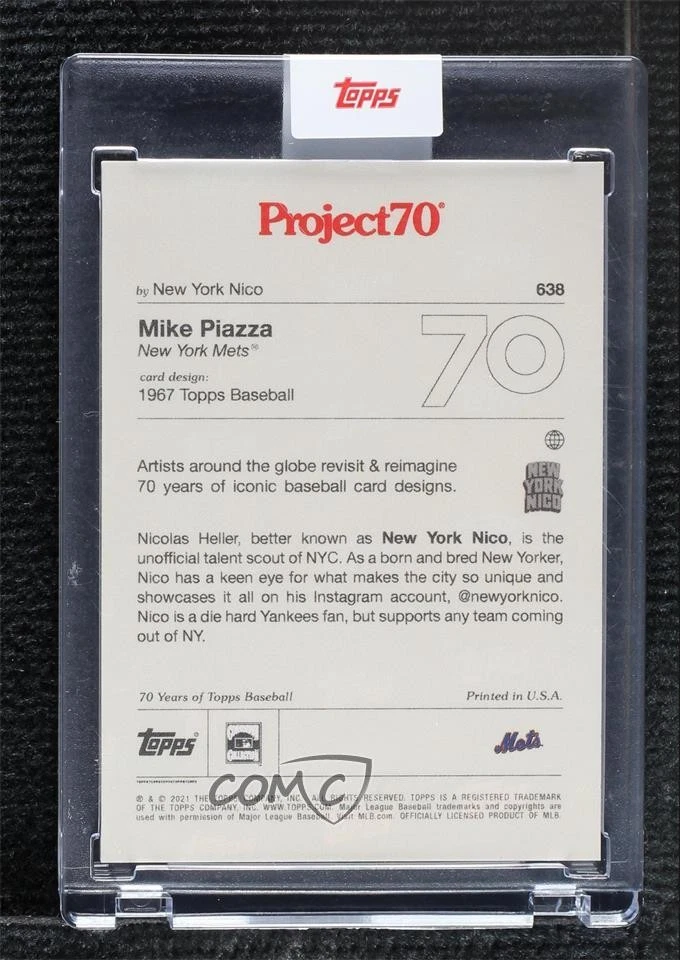 Topps
Project70®
by New York Nico
638
Mike Piazza
New York Mets®
card design:
1967 Topps Baseball
70
Artists around the globe revisit & reimagine
70 years of iconic baseball card designs.
NEW
YORK
NICO
Nicolas Heller, better known as New York Nico, is the
unofficial talent scout of NYC. As a born and bred New Yorker,
Nico has a keen eye for what makes the city so unique and
showcases it all on his Instagram account, @newyorknico.
Nico is a die hard Yankees fan, but supports any team coming
out of NY.
70 Years of Topps Baseball
Printed in U.S.A.
Topps
Mets
COMC
® & © 2021 THE TOPPS COMPANY, INC. ALL RIGHTS RESERVED. TOPPS IS A REGISTERED TRADEMARK
OF THE TOPPS COMPANY, INC. WWW.TOPPS.COM. Major League Baseball trademarks and copyrights are
used with permission of Major League Baseball. Visit MLB.com. OFFICIALLY LICENSED PRODUCT OF MLB.